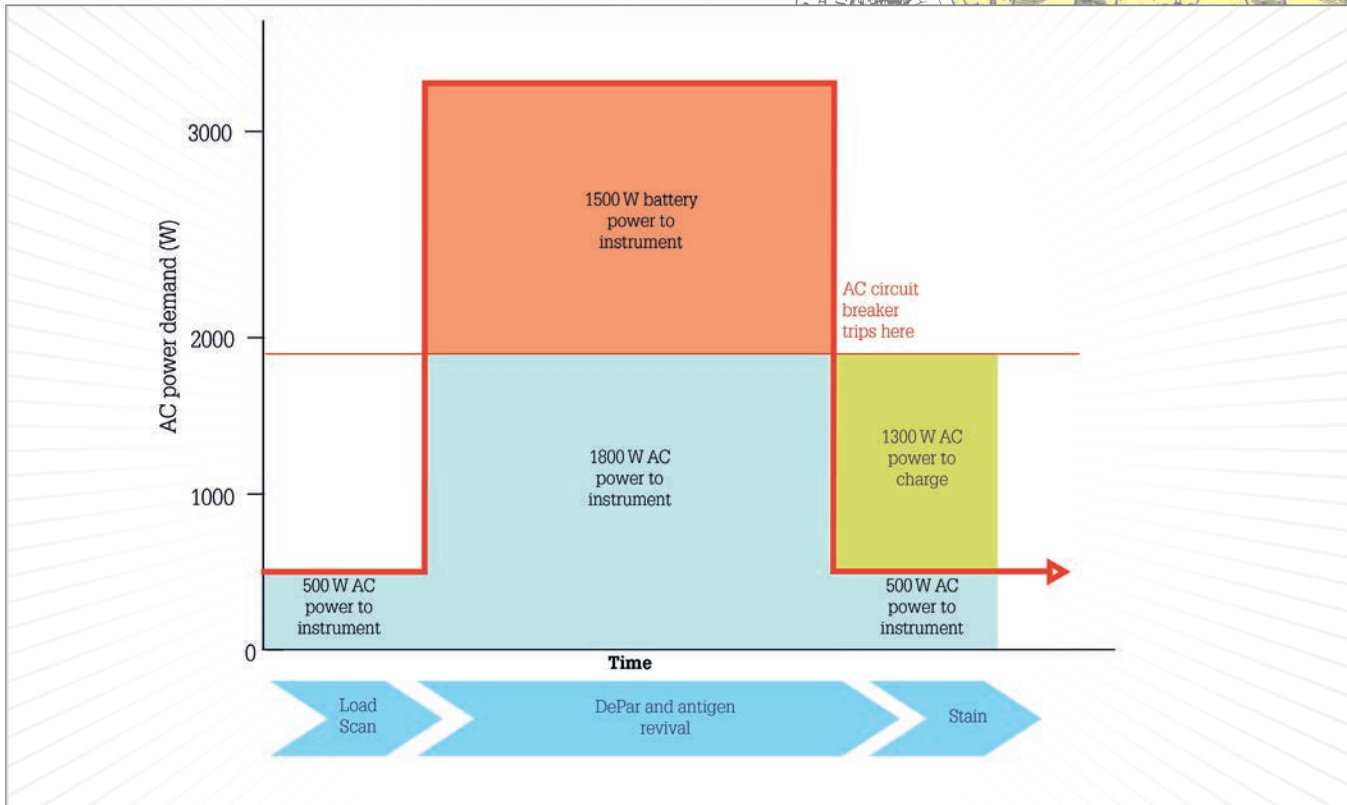 3000
2000
1000
0
AC power demand (W)
1500 W battery
power to
instrument
AC circuit
breaker
trips here
1800 W AC
power to
instrument
1300 W AC
power to
charge
500 W AC
power to
instrument
500 W AC
power to
instrument
Time
Load
Scan
DePar and antigen
revival
Stain